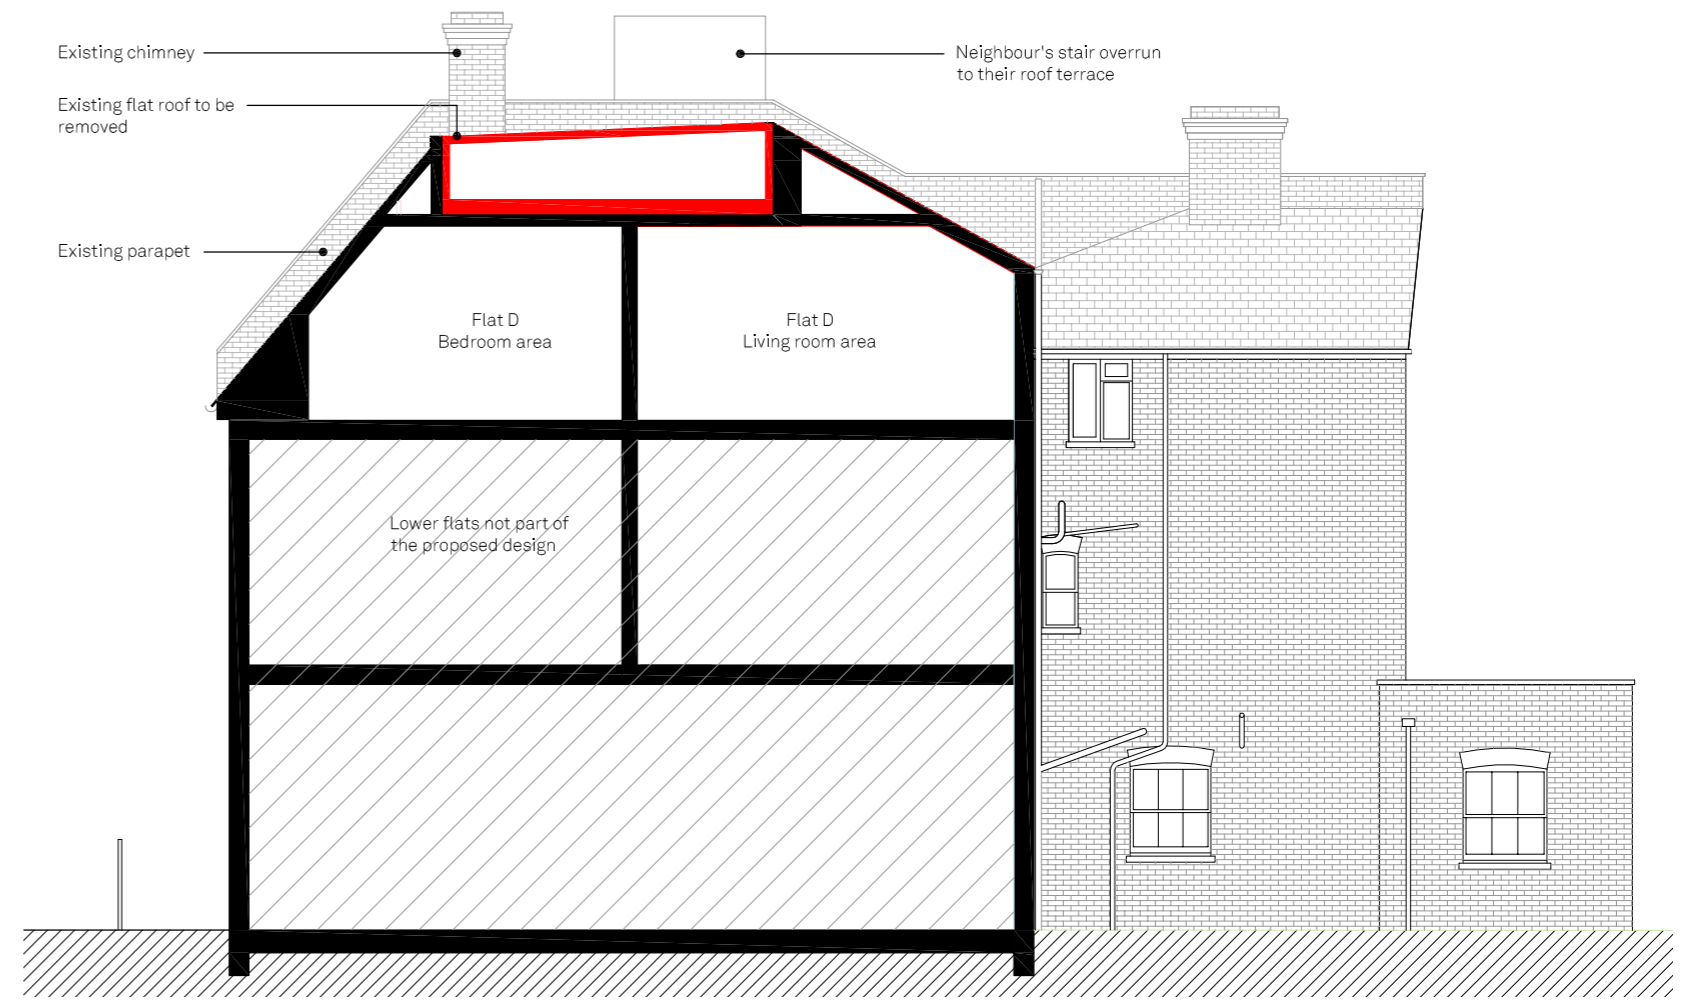 Existing chimney
Neighbour's stair overrun
to their roof terrace
Existing flat roof to be
removed
Existing parapet
Flat D
Bedroom area
Flat D
Living room area
Lower flats not part of
the proposed design